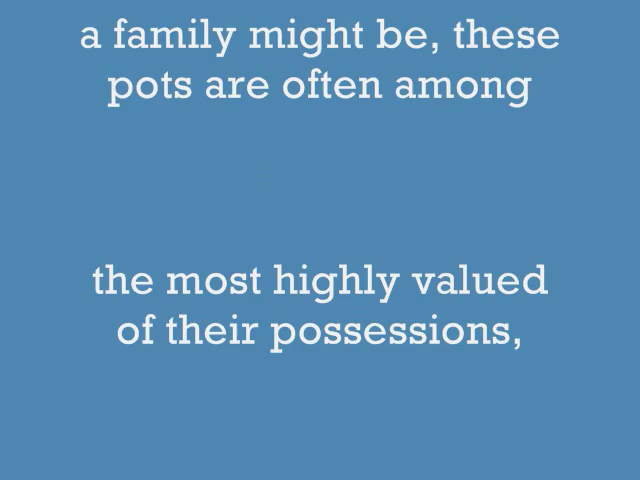 a family might be, these
pots are often among
the most highly valued
of their possessions,